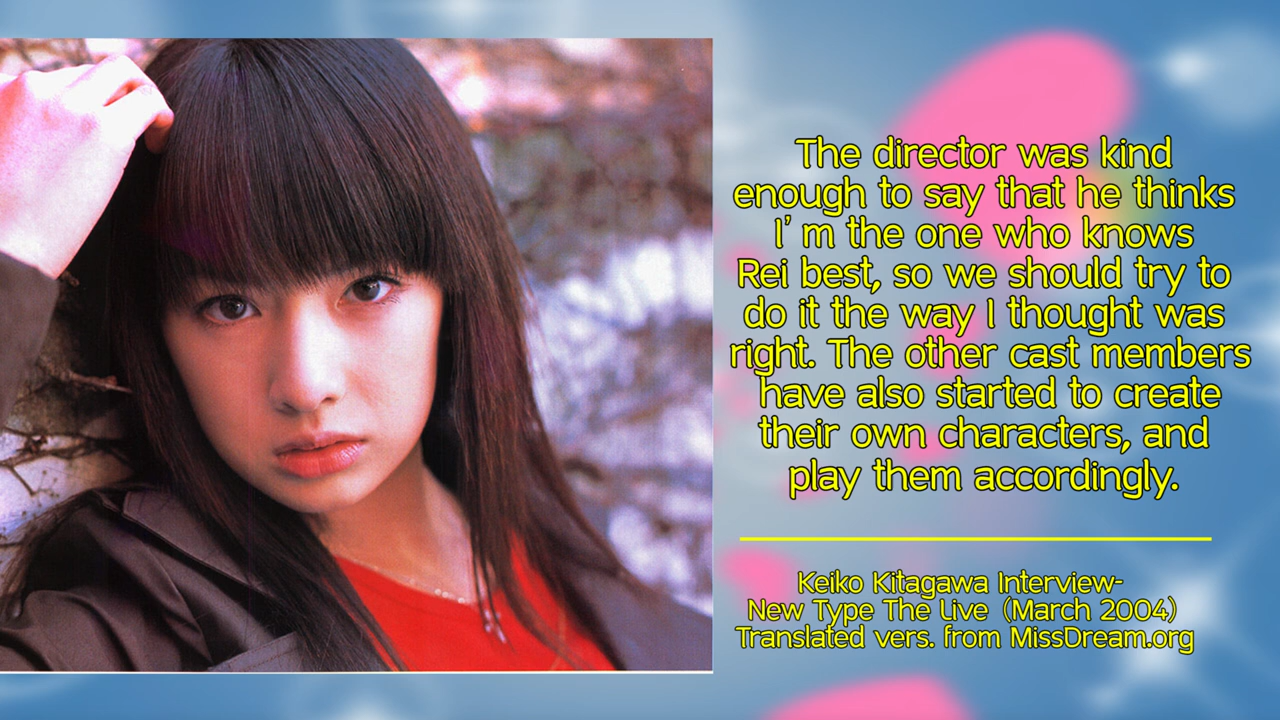 The director was kind
enough to say that he thinks
I'm the one who knows
Rei best, so we should try to
do it the way I thought was
right. The other cast members
have also started to create
their own characters, and
play them accordingly.
Keiko Kitagawa Interview-
New Type The Live (March 2004)
Translated vers. from MissDream.org